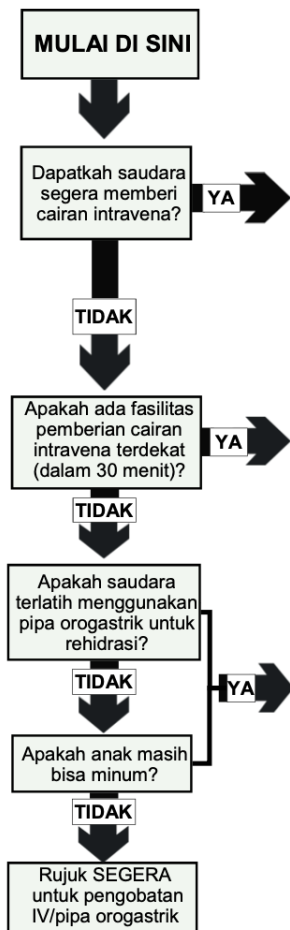 MULAI DI SINI
Dapatkah saudara
segera memberi
cairan intravena?
YA
TIDAK
Apakah ada fasilitas
pemberian cairan
intravena terdekat
(dalam 30 menit)?
YA
TIDAK
Apakah saudara
terlatih menggunakan
pipa orogastrik untuk
rehidrasi?
TIDAK
YA
Apakah anak masih
bisa minum?
TIDAK
Rujuk SEGERA
untuk pengobatan
IV/pipa orogastrik